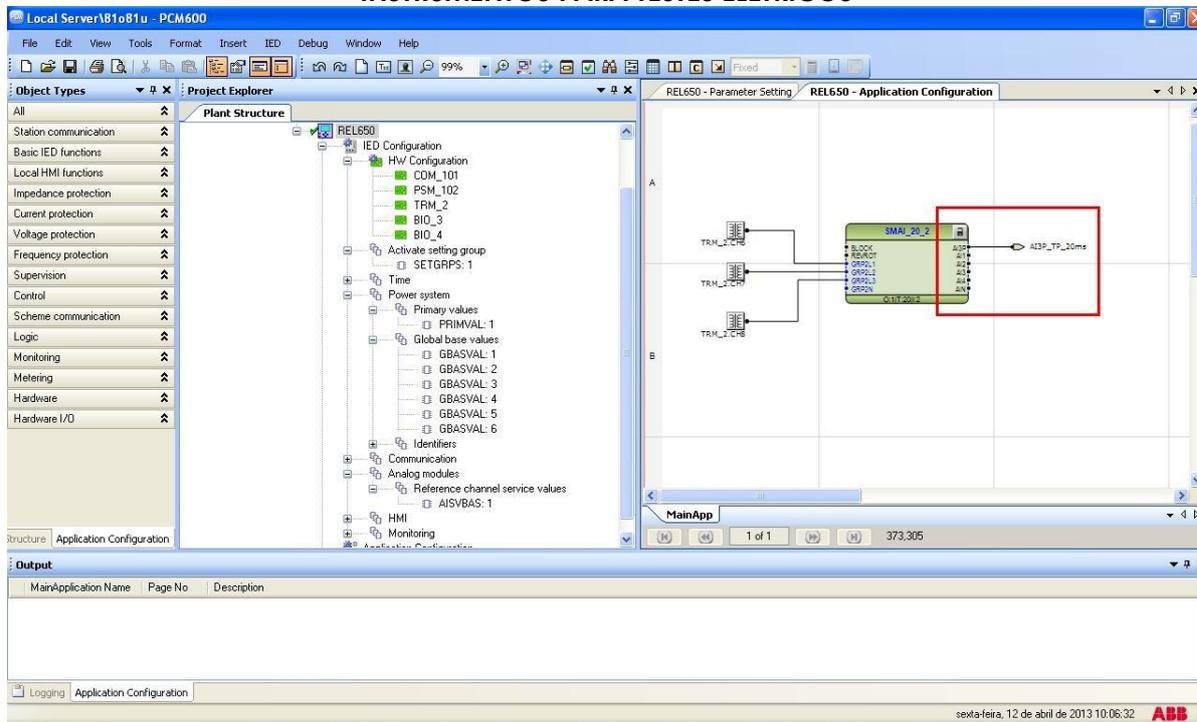 INSTRUMENTOS PARA TESTES ELÉTRICOS
Local Server\81o81u - PCM600
File Edit View Tools Format Insert IED Debug Window Help
99%
Fixed
Object Types
All
Station communication
Basic IED functions
Local HMI functions
Impedance protection
Current protection
Voltage protection
Frequency protection
Supervision
Control
Scheme communication
Logic
Monitoring
Metering
Hardware
Hardware I/O
Structure Application Configuration
Project Explorer
Plant Structure
REL650
IED Configuration
HW Configuration
COM_101
PSM_102
TRM_2
BIO_3
BIO_4
Activate setting group
SETGRPS: 1
Time
Power system
Primary values
PRIMVAL: 1
Global base values
GBASVAL: 1
GBASVAL: 2
GBASVAL: 3
GBASVAL: 4
GBASVAL: 5
GBASVAL: 6
Identifiers
Communication
Analog modules
Reference channel service values
AISVBAS: 1
HMI
Monitoring
Application Configuration
REL650 - Parameter Setting REL650 - Application Configuration
A
B
TRM_2.CH6
TRM_2.CH7
TRM_2.CH8
SMAI_20_2
BLOCK
REVROT
GRP2L1
GRP2L2
GRP2L3
GRP2N
AI3P
AI1
AI2
AI3
AI4
AIN
AI3P_TP_20ms
MainApp
1 of 1 373,305
Output
MainApplication Name Page No Description
Logging Application Configuration
sexta-feira, 12 de abril de 2013 10:06:32 ABB